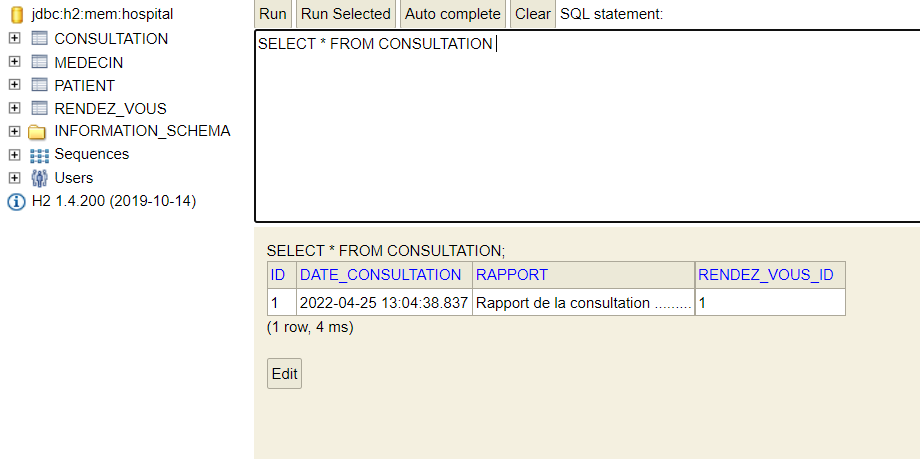 jdbc:h2:mem:hospital
CONSULTATION
MEDECIN
PATIENT
RENDEZ_VOUS
INFORMATION_SCHEMA
Sequences
Users
H2 1.4.200 (2019-10-14)
Run Run Selected Auto complete Clear SQL statement:
SELECT * FROM CONSULTATION
SELECT * FROM CONSULTATION;
ID DATE_CONSULTATION RAPPORT RENDEZ_VOUS_ID
1 2022-04-25 13:04:38.837 Rapport de la consultation ......... 1
(1 row, 4 ms)
Edit